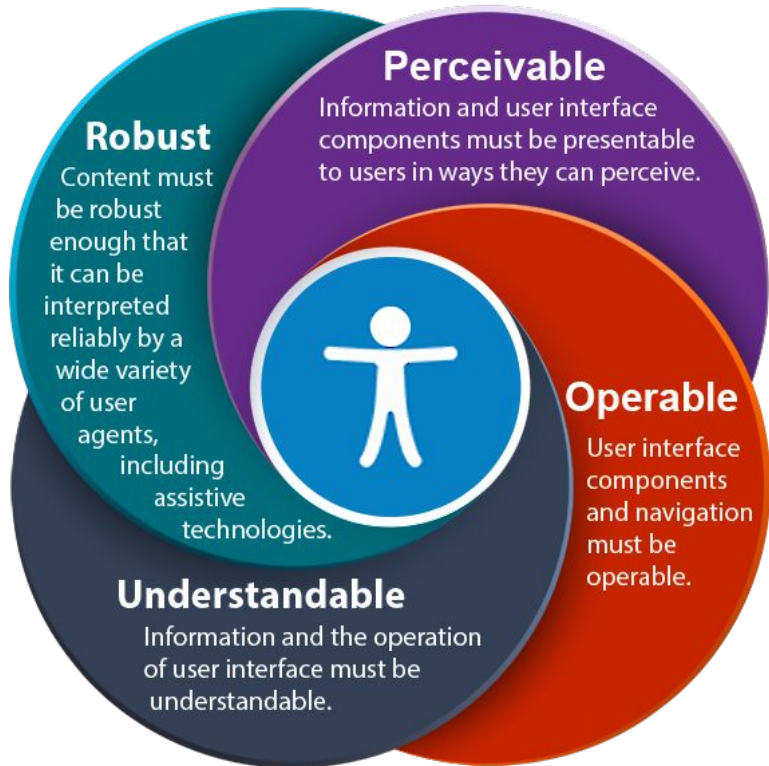 Perceivable
Information and user interface
components must be presentable
to users in ways they can perceive.
Operable
User interface
components
and navigation
must be
operable.
Understandable
Information and the operation
of user interface must be
understandable.
Robust
Content must
be robust
enough that
it can be
interpreted
reliably by a
wide variety
of user
agents,
including
assistive
technologies.